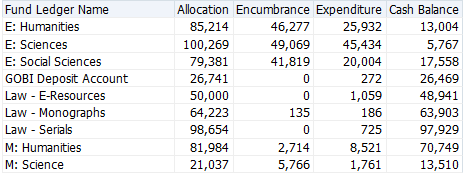 Fund Ledger Name Allocation Encumbrance Expenditure Cash Balance
E: Humanities 85,214 46,277 25,932 13,004
E: Sciences 100,269 49,069 45,434 5,767
E: Social Sciences 79,381 41,819 20,004 17,558
GOBI Deposit Account 26,741 0 272 26,469
Law - E-Resources 50,000 0 1,059 48,941
Law - Monographs 64,223 135 186 63,903
Law - Serials 98,654 0 725 97,929
M: Humanities 81,984 2,714 8,521 70,749
M: Science 21,037 5,766 1,761 13,510